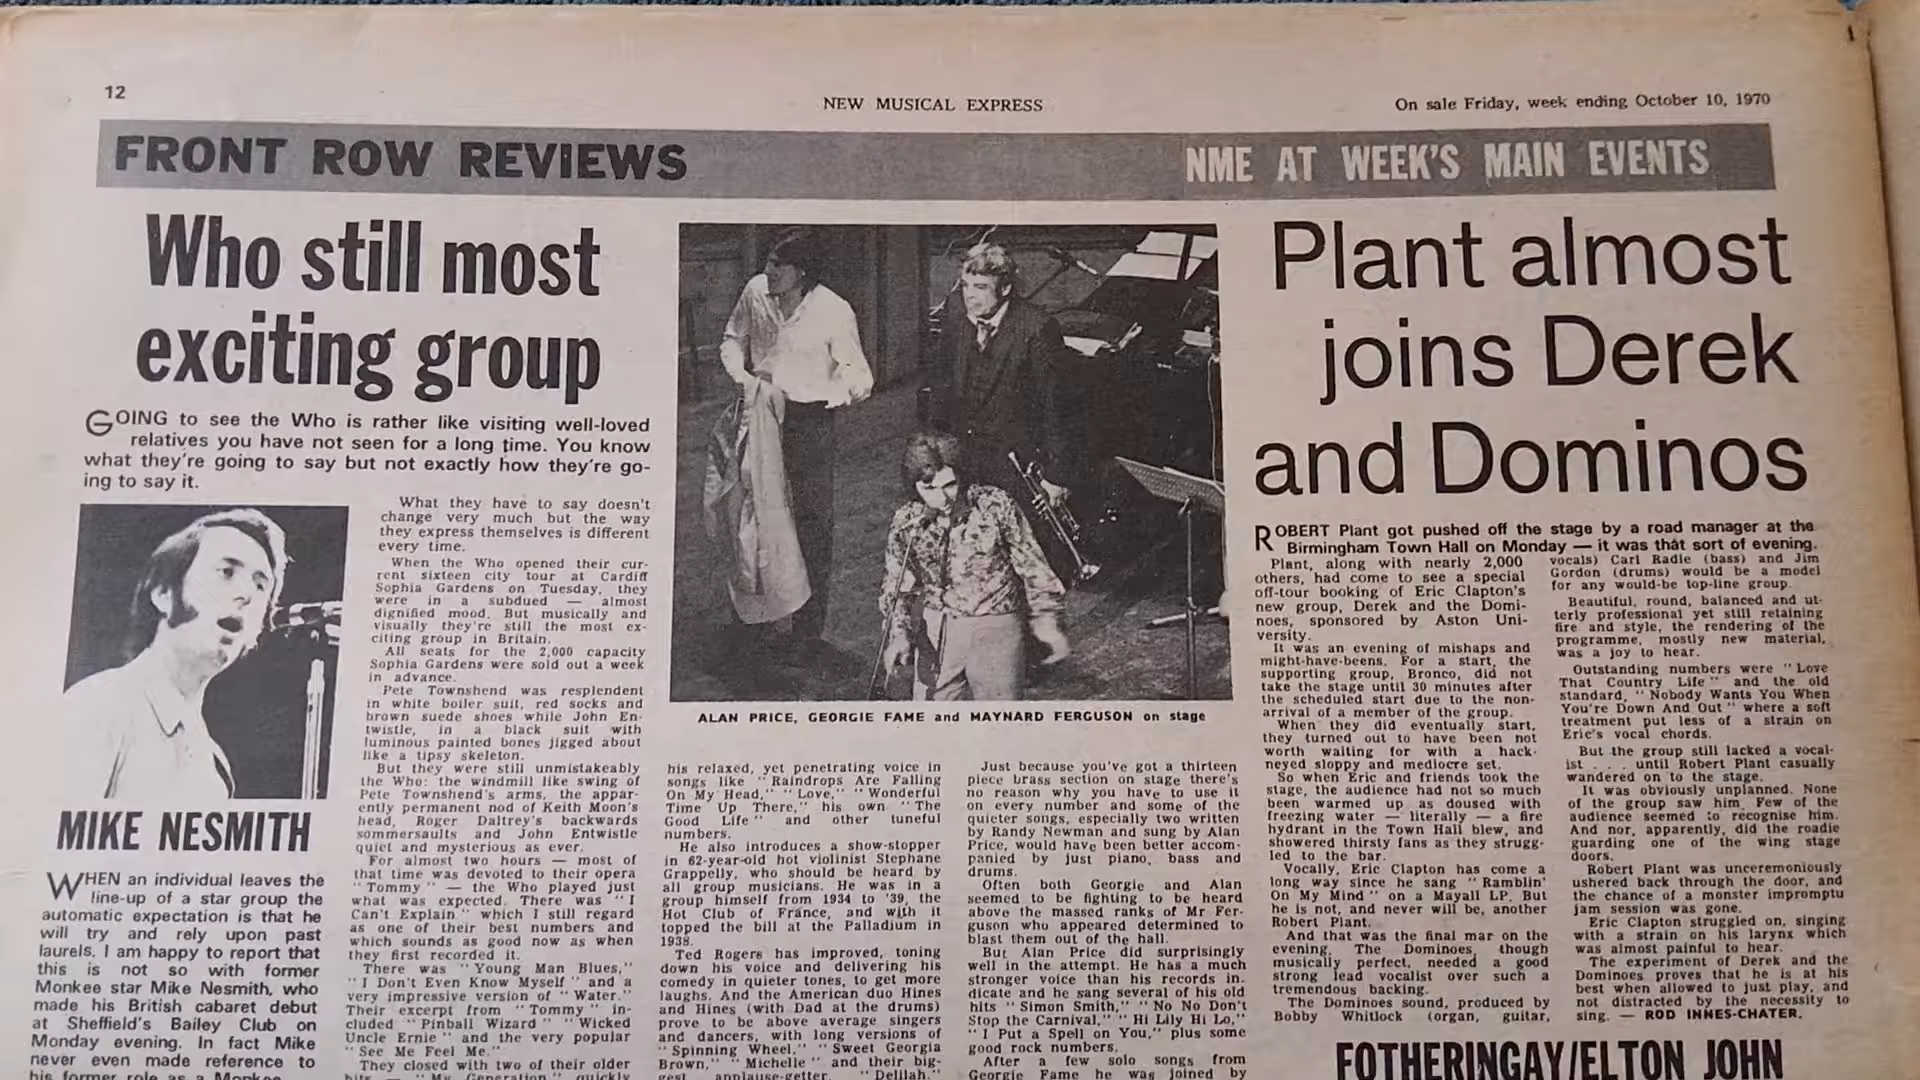 12
NEW MUSICAL EXPRESS
On sale Friday, week ending October 10, 1970
FRONT ROW REVIEWS
NME AT WEEK'S MAIN EVENTS
Who still most
exciting group
GOING to see the Who is rather like visiting well-loved
relatives you have not seen for a long time. You know
what they're going to say but not exactly how they're go-
ing to say it.
What they have to say doesn't
change very much but the way
they express themselves is different
every time.
When the Who opened their cur-
rent sixteen city tour at Cardiff
Sophia Gardens on Tuesday, they
were in a subdued — almost
dignified mood. But musically and
visually they're still the most ex-
citing group in Britain.
All seats for the 2,000 capacity
Sophia Gardens were sold out a week
in advance.
Pete Townshend was resplendent
in white boiler suit, red socks and
brown suede shoes while John En-
twistle, in a black suit with
luminous painted bones jigged about
like a tipsy skeleton.
But they were still unmistakeably
the Who: the windmill like swing of
Pete Townshend's arms, the appar-
ently permanent nod of Keith Moon's
head, Roger Daltrey's backwards
sommersaults and John Entwistle
quiet and mysterious as ever.
For almost two hours — most of
that time was devoted to their opera
"Tommy" — the Who played just
what was expected. There was "I
Can't Explain" which I still regard
as one of their best numbers and
which sounds as good now as when
they first recorded it.
There was "Young Man Blues,"
"I Don't Even Know Myself" and a
very impressive version of "Water."
Their excerpt from "Tommy" in-
cluded "Pinball Wizard" "Wicked
Uncle Ernie" and the very popular
"See Me Feel Me."
They closed with two of their older
hits — "My Generation" quickly
MIKE NESMITH
WHEN an individual leaves the
line-up of a star group the
automatic expectation is that he
will try and rely upon past
laurels. I am happy to report that
this is not so with former
Monkee star Mike Nesmith, who
made his British cabaret debut
at Sheffield's Bailey Club on
Monday evening. In fact Mike
never even made reference to
his former role as a Monkee
ALAN PRICE, GEORGIE FAME and MAYNARD FERGUSON on stage
his relaxed, yet penetrating voice in
songs like "Raindrops Are Falling
On My Head," "Love," "Wonderful
Time Up There," his own "The
Good Life" and other tuneful
numbers.
He also introduces a show-stopper
in 62-year-old hot violinist Stephane
Grappelly, who should be heard by
all group musicians. He was in a
group himself from 1934 to '39, the
Hot Club of France, and with it
topped the bill at the Palladium in
1938.
Ted Rogers has improved, toning
down his voice and delivering his
comedy in quieter tones, to get more
laughs. And the American duo Hines
and Hines (with Dad at the drums)
prove to be above average singers
and dancers, with long versions of
"Spinning Wheel," "Sweet Georgia
Brown," "Michelle" and their big-
gest applause-getter, "Delilah."
Just because you've got a thirteen
piece brass section on stage there's
no reason why you have to use it
on every number and some of the
quieter songs, especially two written
by Randy Newman and sung by Alan
Price, would have been better accom-
panied by just piano, bass and
drums.
Often both Georgie and Alan
seemed to be fighting to be heard
above the massed ranks of Mr Fer-
guson who appeared determined to
blast them out of the hall.
But Alan Price did surprisingly
well in the attempt. He has a much
stronger voice than his records in-
dicate and he sang several of his old
hits "Simon Smith," "No No Don't
Stop the Carnival," "Hi Lily Hi Lo,"
"I Put a Spell on You," plus some
good rock numbers.
After a few solo songs from
Georgie Fame he was joined by
Plant almost
joins Derek
and Dominos
ROBERT Plant got pushed off the stage by a road manager at the
Birmingham Town Hall on Monday — it was that sort of evening.
Plant, along with nearly 2,000
others, had come to see a special
off-tour booking of Eric Clapton's
new group, Derek and the Domi-
noes, sponsored by Aston Uni-
versity.
It was an evening of mishaps and
might-have-beens. For a start, the
supporting group, Bronco, did not
take the stage until 30 minutes after
the scheduled start due to the non-
arrival of a member of the group.
When they did eventually start,
they turned out to have been not
worth waiting for with a hack-
neyed sloppy and mediocre set.
So when Eric and friends took the
stage, the audience had not so much
been warmed up as doused with
freezing water — literally — a fire
hydrant in the Town Hall blew, and
showered thirsty fans as they strugg-
led to the bar.
Vocally, Eric Clapton has come a
long way since he sang "Ramblin'
On My Mind" on a Mayall LP. But
he is not, and never will be, another
Robert Plant.
And that was the final mar on the
evening. The Dominoes, though
musically perfect, needed a good
strong lead vocalist over such a
tremendous backing.
The Dominoes sound, produced by
Bobby Whitlock (organ, guitar,
vocals) Carl Radle (bass) and Jim
Gordon (drums) would be a model
for any would-be top-line group.
Beautiful, round, balanced and ut-
terly professional yet still retaining
fire and style, the rendering of the
programme, mostly new material,
was a joy to hear.
Outstanding numbers were "Love
That Country Life" and the old
standard, "Nobody Wants You When
You're Down And Out" where a soft
treatment put less of a strain on
Eric's vocal chords.
But the group still lacked a vocal-
ist . . . until Robert Plant casually
wandered on to the stage.
It was obviously unplanned. None
of the group saw him. Few of the
audience seemed to recognise him.
And nor, apparently, did the roadie
guarding one of the wing stage
doors.
Robert Plant was unceremoniously
ushered back through the door, and
the chance of a monster impromptu
jam session was gone.
Eric Clapton struggled on, singing
with a strain on his larynx which
was almost painful to hear.
The experiment of Derek and the
Dominoes proves that he is at his
best when allowed to just play, and
not distracted by the necessity to
sing. — ROD INNES-CHATER.
FOTHERINGAY/ELTON JOHN